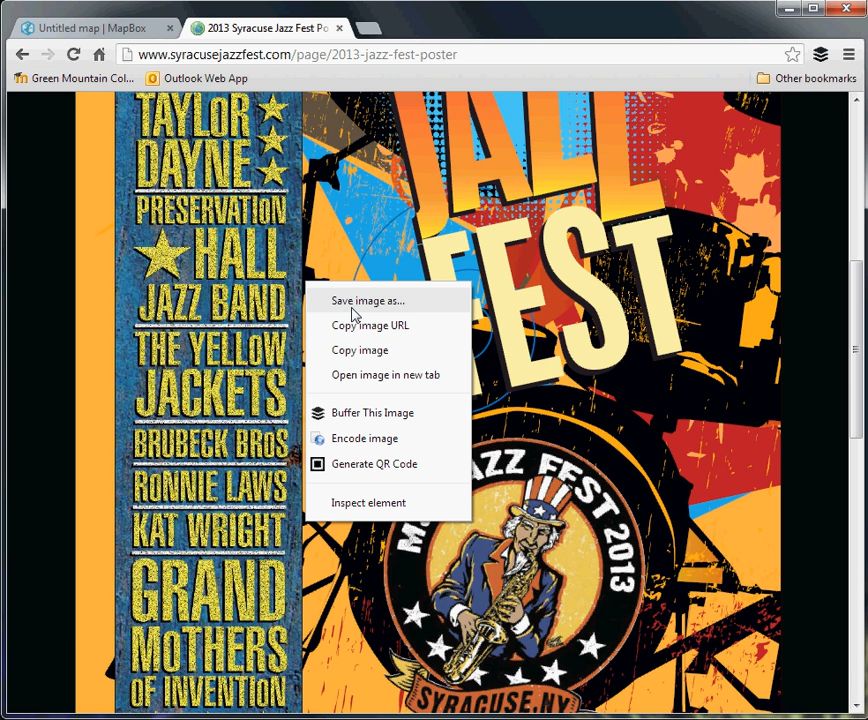 Untitled map | MapBox
2013 Syracuse Jazz Fest Po
www.syracusejazzfest.com/page/2013-jazz-fest-poster
Green Mountain Col...
Outlook Web App
Other bookmarks
TAYLoR
DAYNE
PRESERVATIoN
HALL
JAZZ BAND
THE YELLoW
JACKETS
BRUBECK BRoS
RoNNIE LAWS
KAT WRIGHT
GRAND
MoTHERS
OF INVENTIoN
JAZZ
FEST
Save image as...
Copy image URL
Copy image
Open image in new tab
Buffer This Image
Encode image
Generate QR Code
Inspect element
JAZZ FEST 2013
SYRACUSE, NY